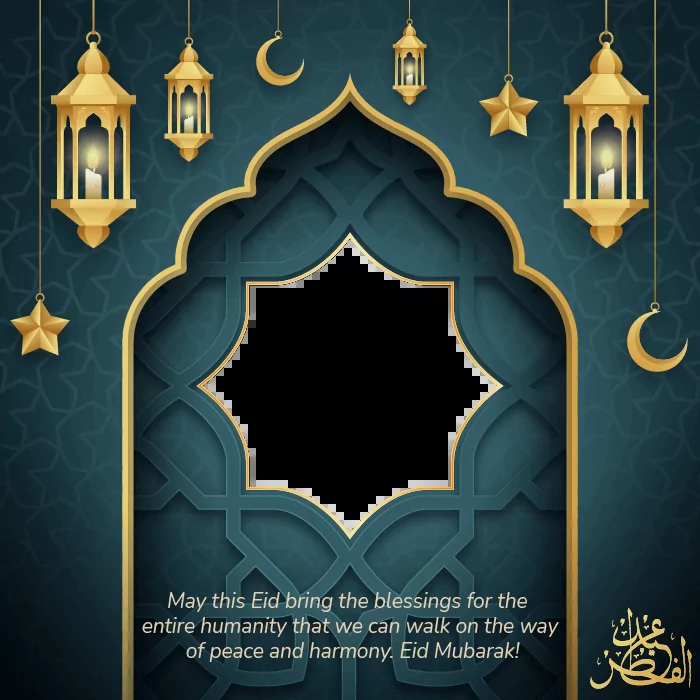 May this Eid bring the blessings for the
entire humanity that we can walk on the way
of peace and harmony. Eid Mubarak!
عيد
الفطر